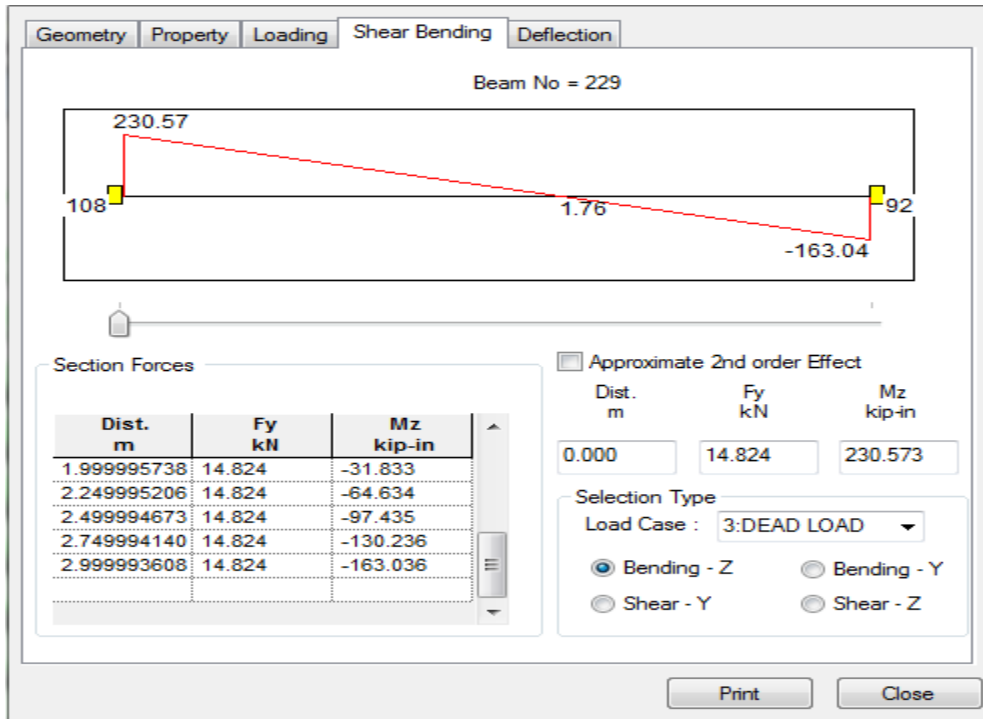 Geometry Property Loading Shear Bending Deflection
Beam No = 229
230.57
108 1.76 92
-163.04
Section Forces
Dist. Fy Mz
m kN kip-in
1.999995738 14.824 -31.833
2.249995206 14.824 -64.634
2.499994673 14.824 -97.435
2.749994140 14.824 -130.236
2.999993608 14.824 -163.036
Approximate 2nd order Effect
Dist. Fy Mz
m kN kip-in
0.000 14.824 230.573
Selection Type
Load Case : 3:DEAD LOAD
Bending - Z Bending - Y
Shear - Y Shear - Z
Print Close